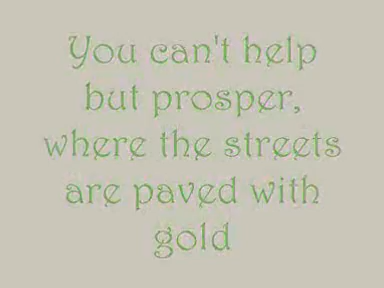 You can't help
but prosper,
where the streets
are paved with
gold